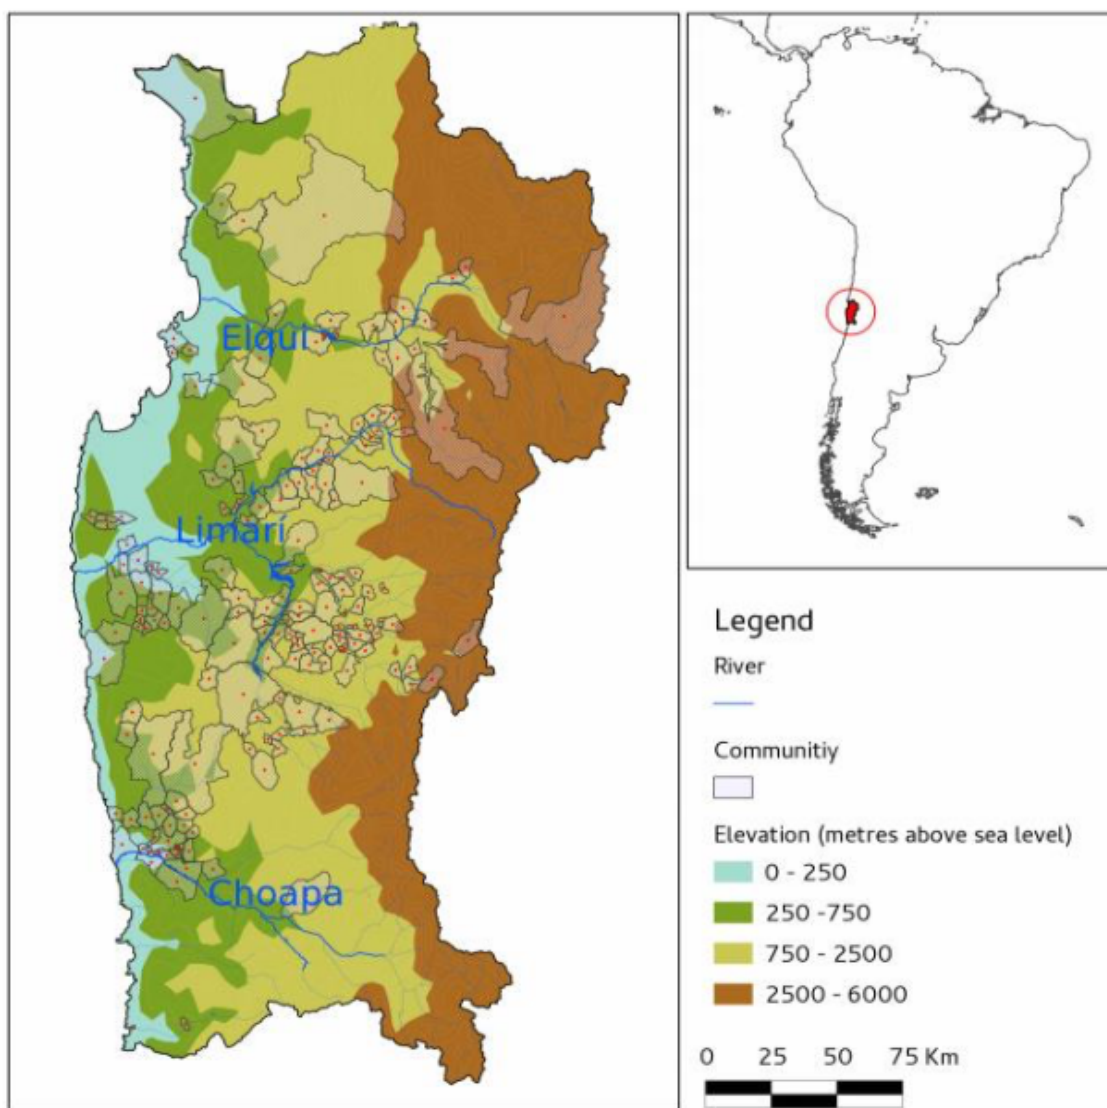 Elqui
Limarí
Choapa
Legend
River
Communitiy
Elevation (metres above sea level)
0 - 250
250 -750
750 - 2500
2500 - 6000
0 25 50 75 Km